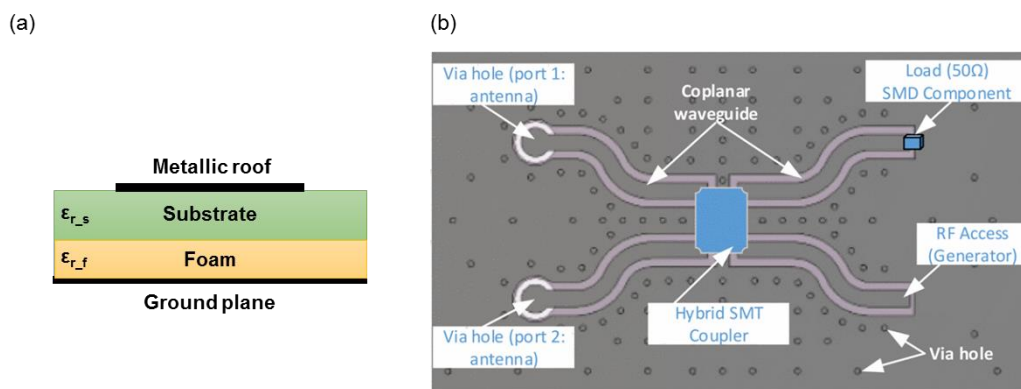 (a)
(b)
Metallic roof
εr_s
Substrate
εr_f
Foam
Ground plane
Via hole (port 1:
antenna)
Coplanar
waveguide
Load (50Ω)
SMD Component
RF Access
(Generator)
Via hole (port 2:
antenna)
Hybrid SMT
Coupler
Via hole